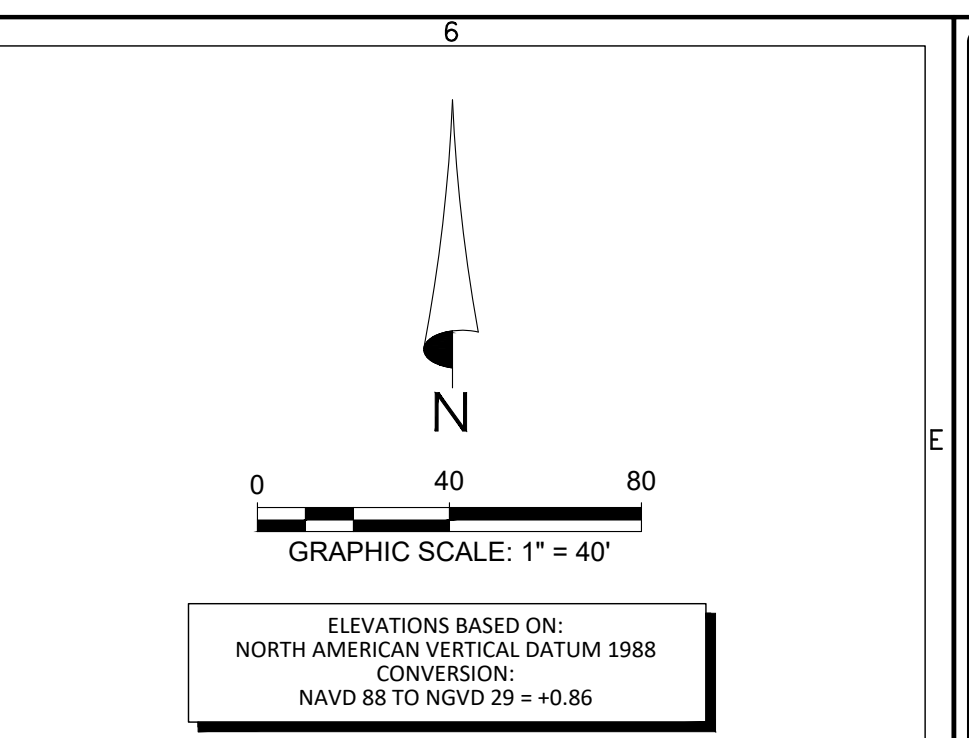 6
N
E
0 40 80
GRAPHIC SCALE: 1" = 40'
ELEVATIONS BASED ON:
NORTH AMERICAN VERTICAL DATUM 1988
CONVERSION:
NAVD 88 TO NGVD 29 = +0.86